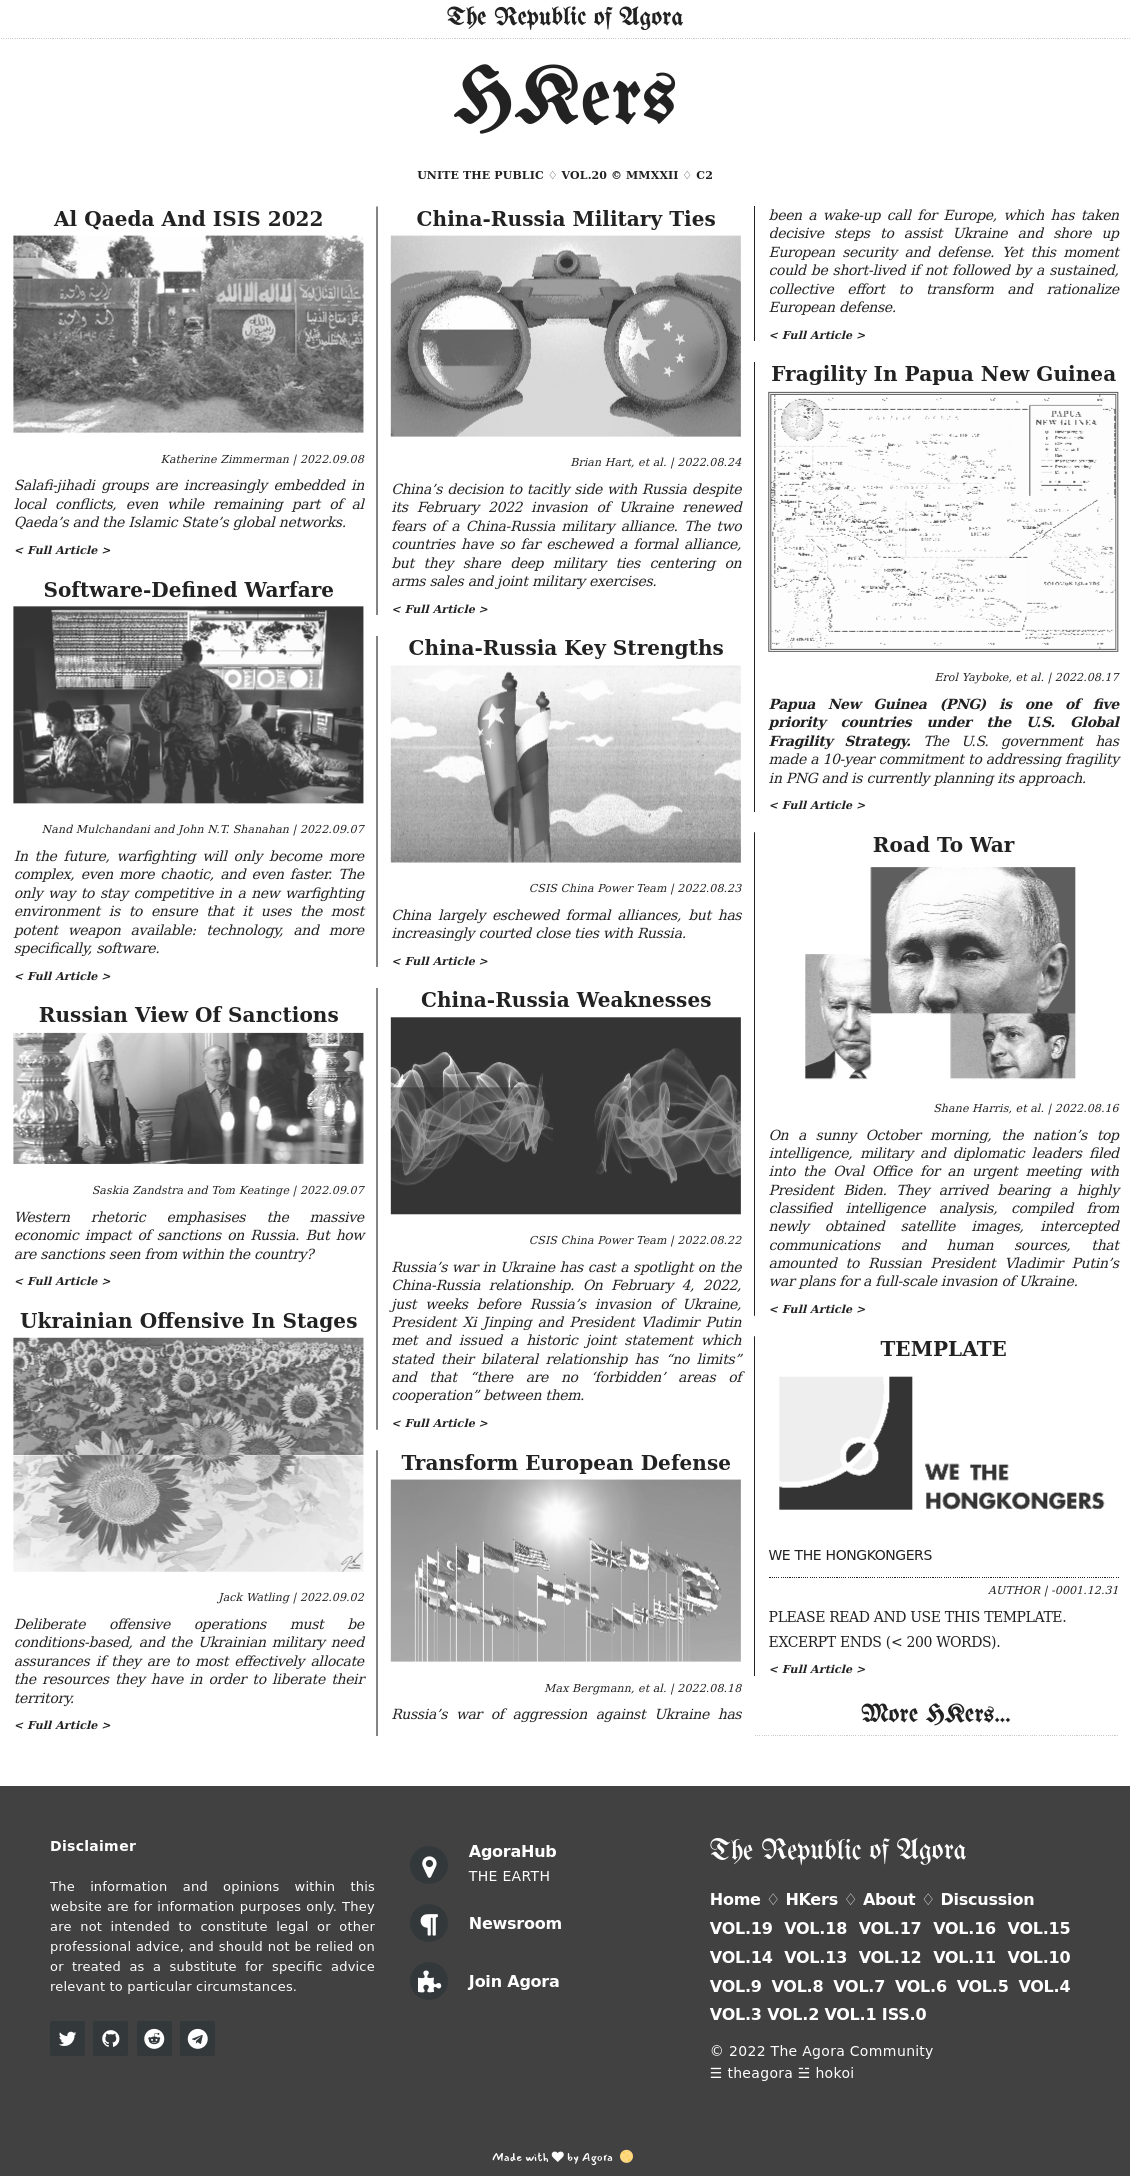 The Republic of Agora
HKers
UNITE THE PUBLIC ♢ VOL.20 © MMXXII ♢ C2
Al Qaeda And ISIS 2022
Katherine Zimmerman | 2022.09.08
Salafi-jihadi groups are increasingly embedded in
local conflicts, even while remaining part of al
Qaeda’s and the Islamic State’s global networks.
< Full Article >
Software-Defined Warfare
Nand Mulchandani and John N.T. Shanahan | 2022.09.07
In the future, warfighting will only become more
complex, even more chaotic, and even faster. The
only way to stay competitive in a new warfighting
environment is to ensure that it uses the most
potent weapon available: technology, and more
specifically, software.
< Full Article >
Russian View Of Sanctions
Saskia Zandstra and Tom Keatinge | 2022.09.07
Western rhetoric emphasises the massive
economic impact of sanctions on Russia. But how
are sanctions seen from within the country?
< Full Article >
Ukrainian Offensive In Stages
Jack Watling | 2022.09.02
Deliberate offensive operations must be
conditions-based, and the Ukrainian military need
assurances if they are to most effectively allocate
the resources they have in order to liberate their
territory.
< Full Article >
China-Russia Military Ties
Brian Hart, et al. | 2022.08.24
China’s decision to tacitly side with Russia despite
its February 2022 invasion of Ukraine renewed
fears of a China-Russia military alliance. The two
countries have so far eschewed a formal alliance,
but they share deep military ties centering on
arms sales and joint military exercises.
< Full Article >
China-Russia Key Strengths
CSIS China Power Team | 2022.08.23
China largely eschewed formal alliances, but has
increasingly courted close ties with Russia.
< Full Article >
China-Russia Weaknesses
CSIS China Power Team | 2022.08.22
Russia’s war in Ukraine has cast a spotlight on the
China-Russia relationship. On February 4, 2022,
just weeks before Russia’s invasion of Ukraine,
President Xi Jinping and President Vladimir Putin
met and issued a historic joint statement which
stated their bilateral relationship has “no limits”
and that “there are no ‘forbidden’ areas of
cooperation” between them.
< Full Article >
Transform European Defense
Max Bergmann, et al. | 2022.08.18
Russia’s war of aggression against Ukraine has
been a wake-up call for Europe, which has taken
decisive steps to assist Ukraine and shore up
European security and defense. Yet this moment
could be short-lived if not followed by a sustained,
collective effort to transform and rationalize
European defense.
< Full Article >
Fragility In Papua New Guinea
PAPUA
NEW GUINEA
Erol Yayboke, et al. | 2022.08.17
Papua New Guinea (PNG) is one of five
priority countries under the U.S. Global
Fragility Strategy. The U.S. government has
made a 10-year commitment to addressing fragility
in PNG and is currently planning its approach.
< Full Article >
Road To War
Shane Harris, et al. | 2022.08.16
On a sunny October morning, the nation’s top
intelligence, military and diplomatic leaders filed
into the Oval Office for an urgent meeting with
President Biden. They arrived bearing a highly
classified intelligence analysis, compiled from
newly obtained satellite images, intercepted
communications and human sources, that
amounted to Russian President Vladimir Putin’s
war plans for a full-scale invasion of Ukraine.
< Full Article >
TEMPLATE
WE THE
HONGKONGERS
WE THE HONGKONGERS
AUTHOR | -0001.12.31
PLEASE READ AND USE THIS TEMPLATE.
EXCERPT ENDS (< 200 WORDS).
< Full Article >
More HKers...
Disclaimer
The information and opinions within this
website are for information purposes only. They
are not intended to constitute legal or other
professional advice, and should not be relied on
or treated as a substitute for specific advice
relevant to particular circumstances.
AgoraHub
THE EARTH
Newsroom
Join Agora
The Republic of Agora
Home ♢ HKers ♢ About ♢ Discussion
VOL.19 VOL.18 VOL.17 VOL.16 VOL.15
VOL.14 VOL.13 VOL.12 VOL.11 VOL.10
VOL.9 VOL.8 VOL.7 VOL.6 VOL.5 VOL.4
VOL.3 VOL.2 VOL.1 ISS.0
© 2022 The Agora Community
☰ theagora ☱ hokoi
Made with ♥ by Agora